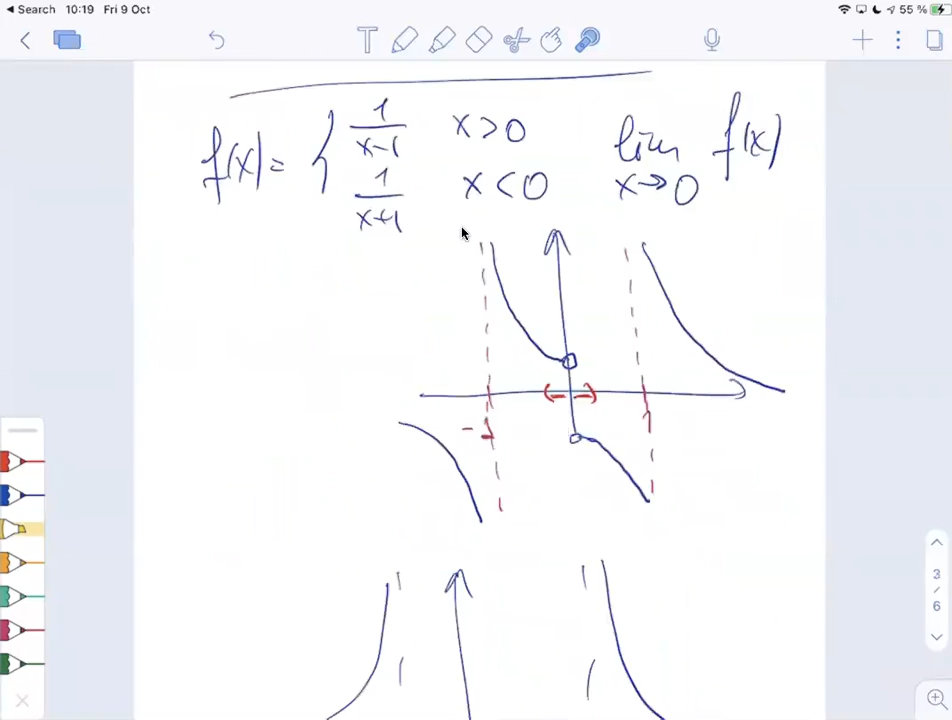 Search 10:19 Fri 9 Oct 55 %
T
f(x) = { 1/x-1 x > 0 lim x→0 f(x)
1/x+1 x < 0
-1 1
3
/
6